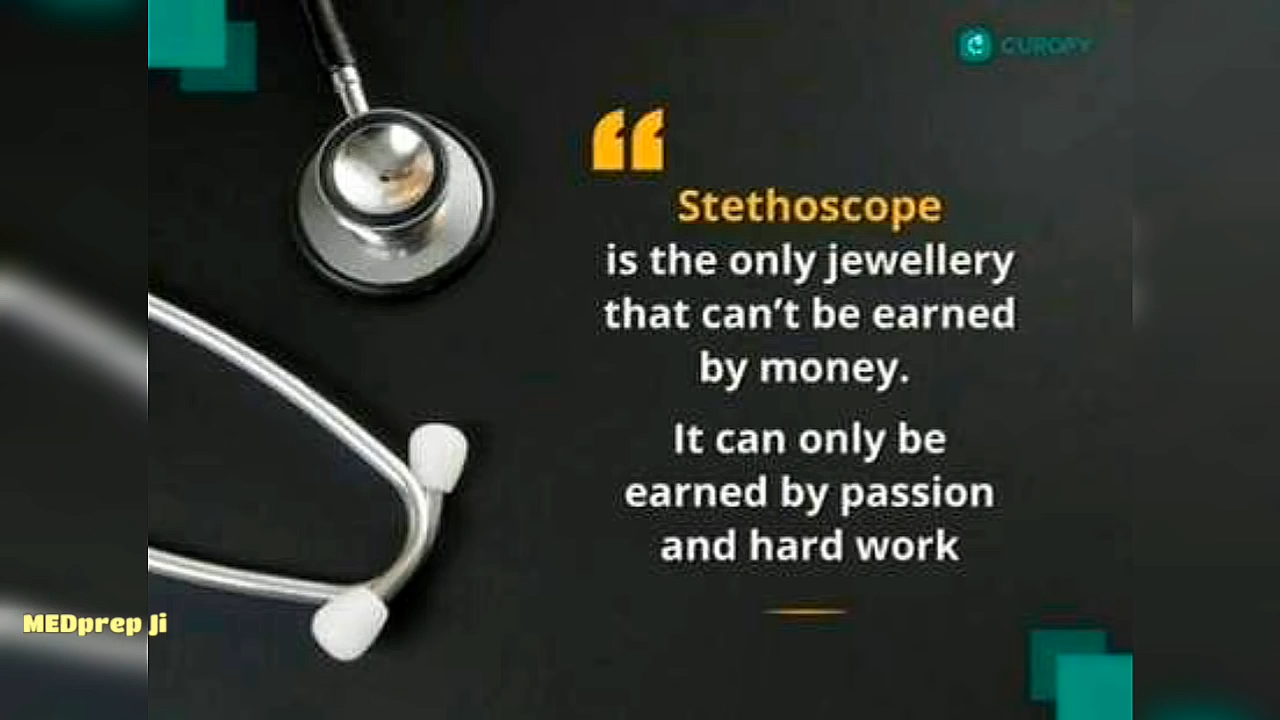 CUROFY
“
Stethoscope
is the only jewellery
that can’t be earned
by money.
It can only be
earned by passion
and hard work
MEDprep Ji